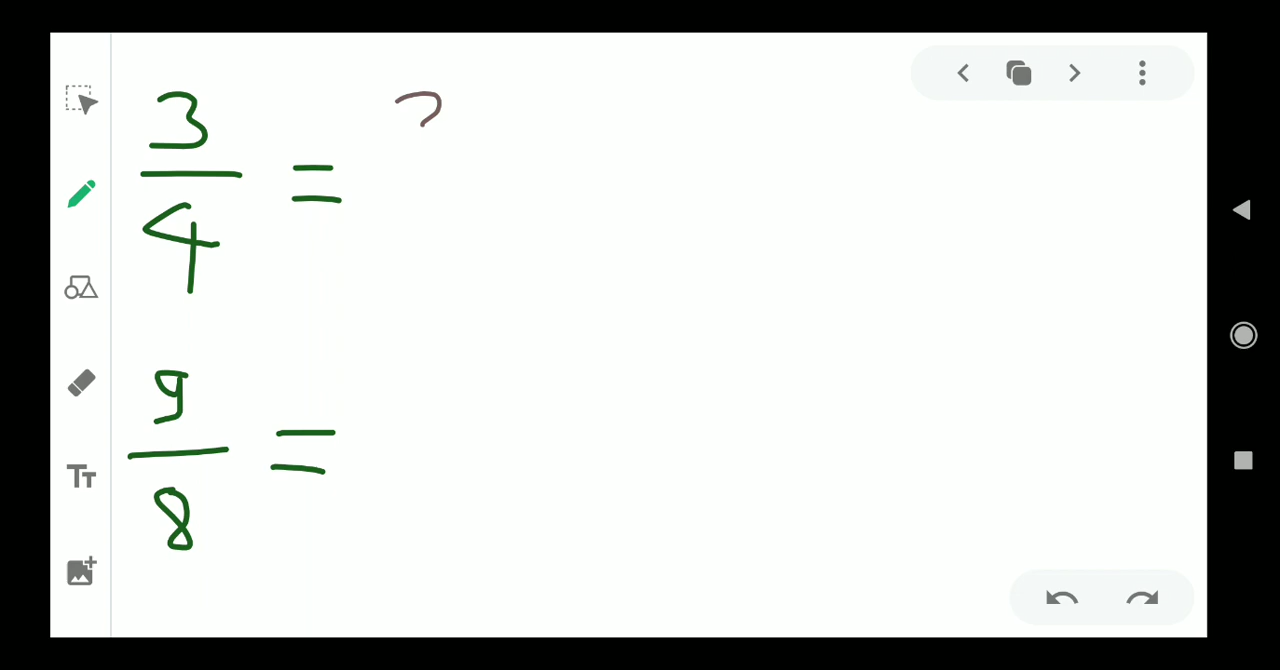 3/4 =
9/8 =